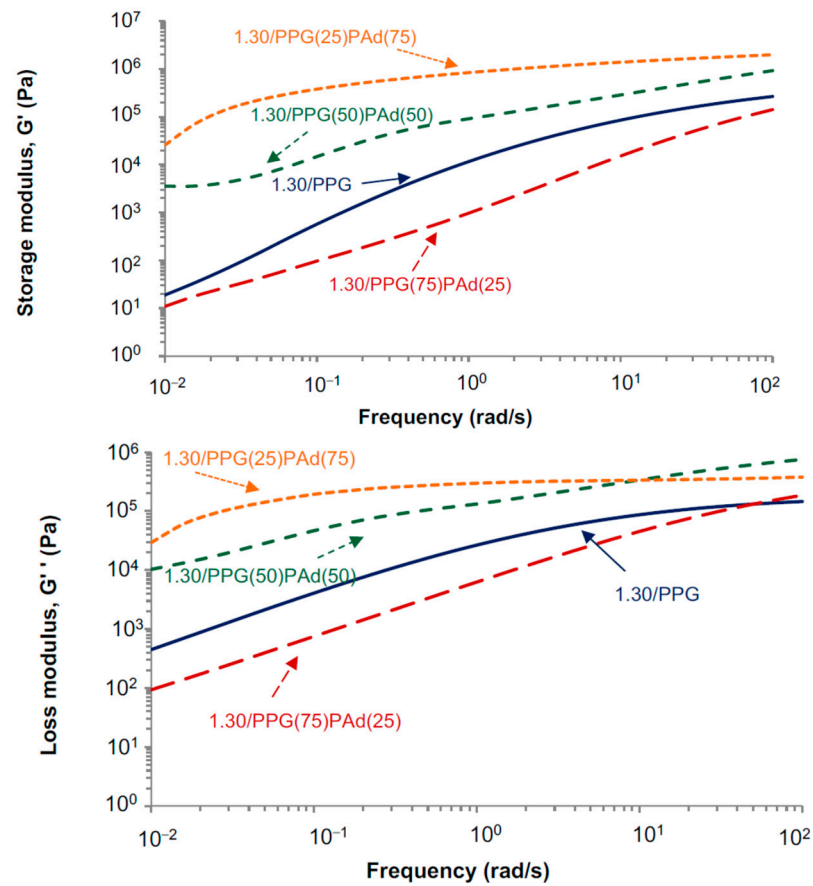 Storage modulus, G' (Pa)
10⁷
10⁶
10⁵
10⁴
10³
10²
10¹
10⁰
1.30/PPG(25)PAd(75)
1.30/PPG(50)PAd(50)
1.30/PPG
1.30/PPG(75)PAd(25)
10⁻² 10⁻¹ 10⁰ 10¹ 10²
Frequency (rad/s)
Loss modulus, G' ' (Pa)
10⁶
10⁵
10⁴
10³
10²
10¹
10⁰
1.30/PPG(25)PAd(75)
1.30/PPG(50)PAd(50)
1.30/PPG
1.30/PPG(75)PAd(25)
10⁻² 10⁻¹ 10⁰ 10¹ 10²
Frequency (rad/s)